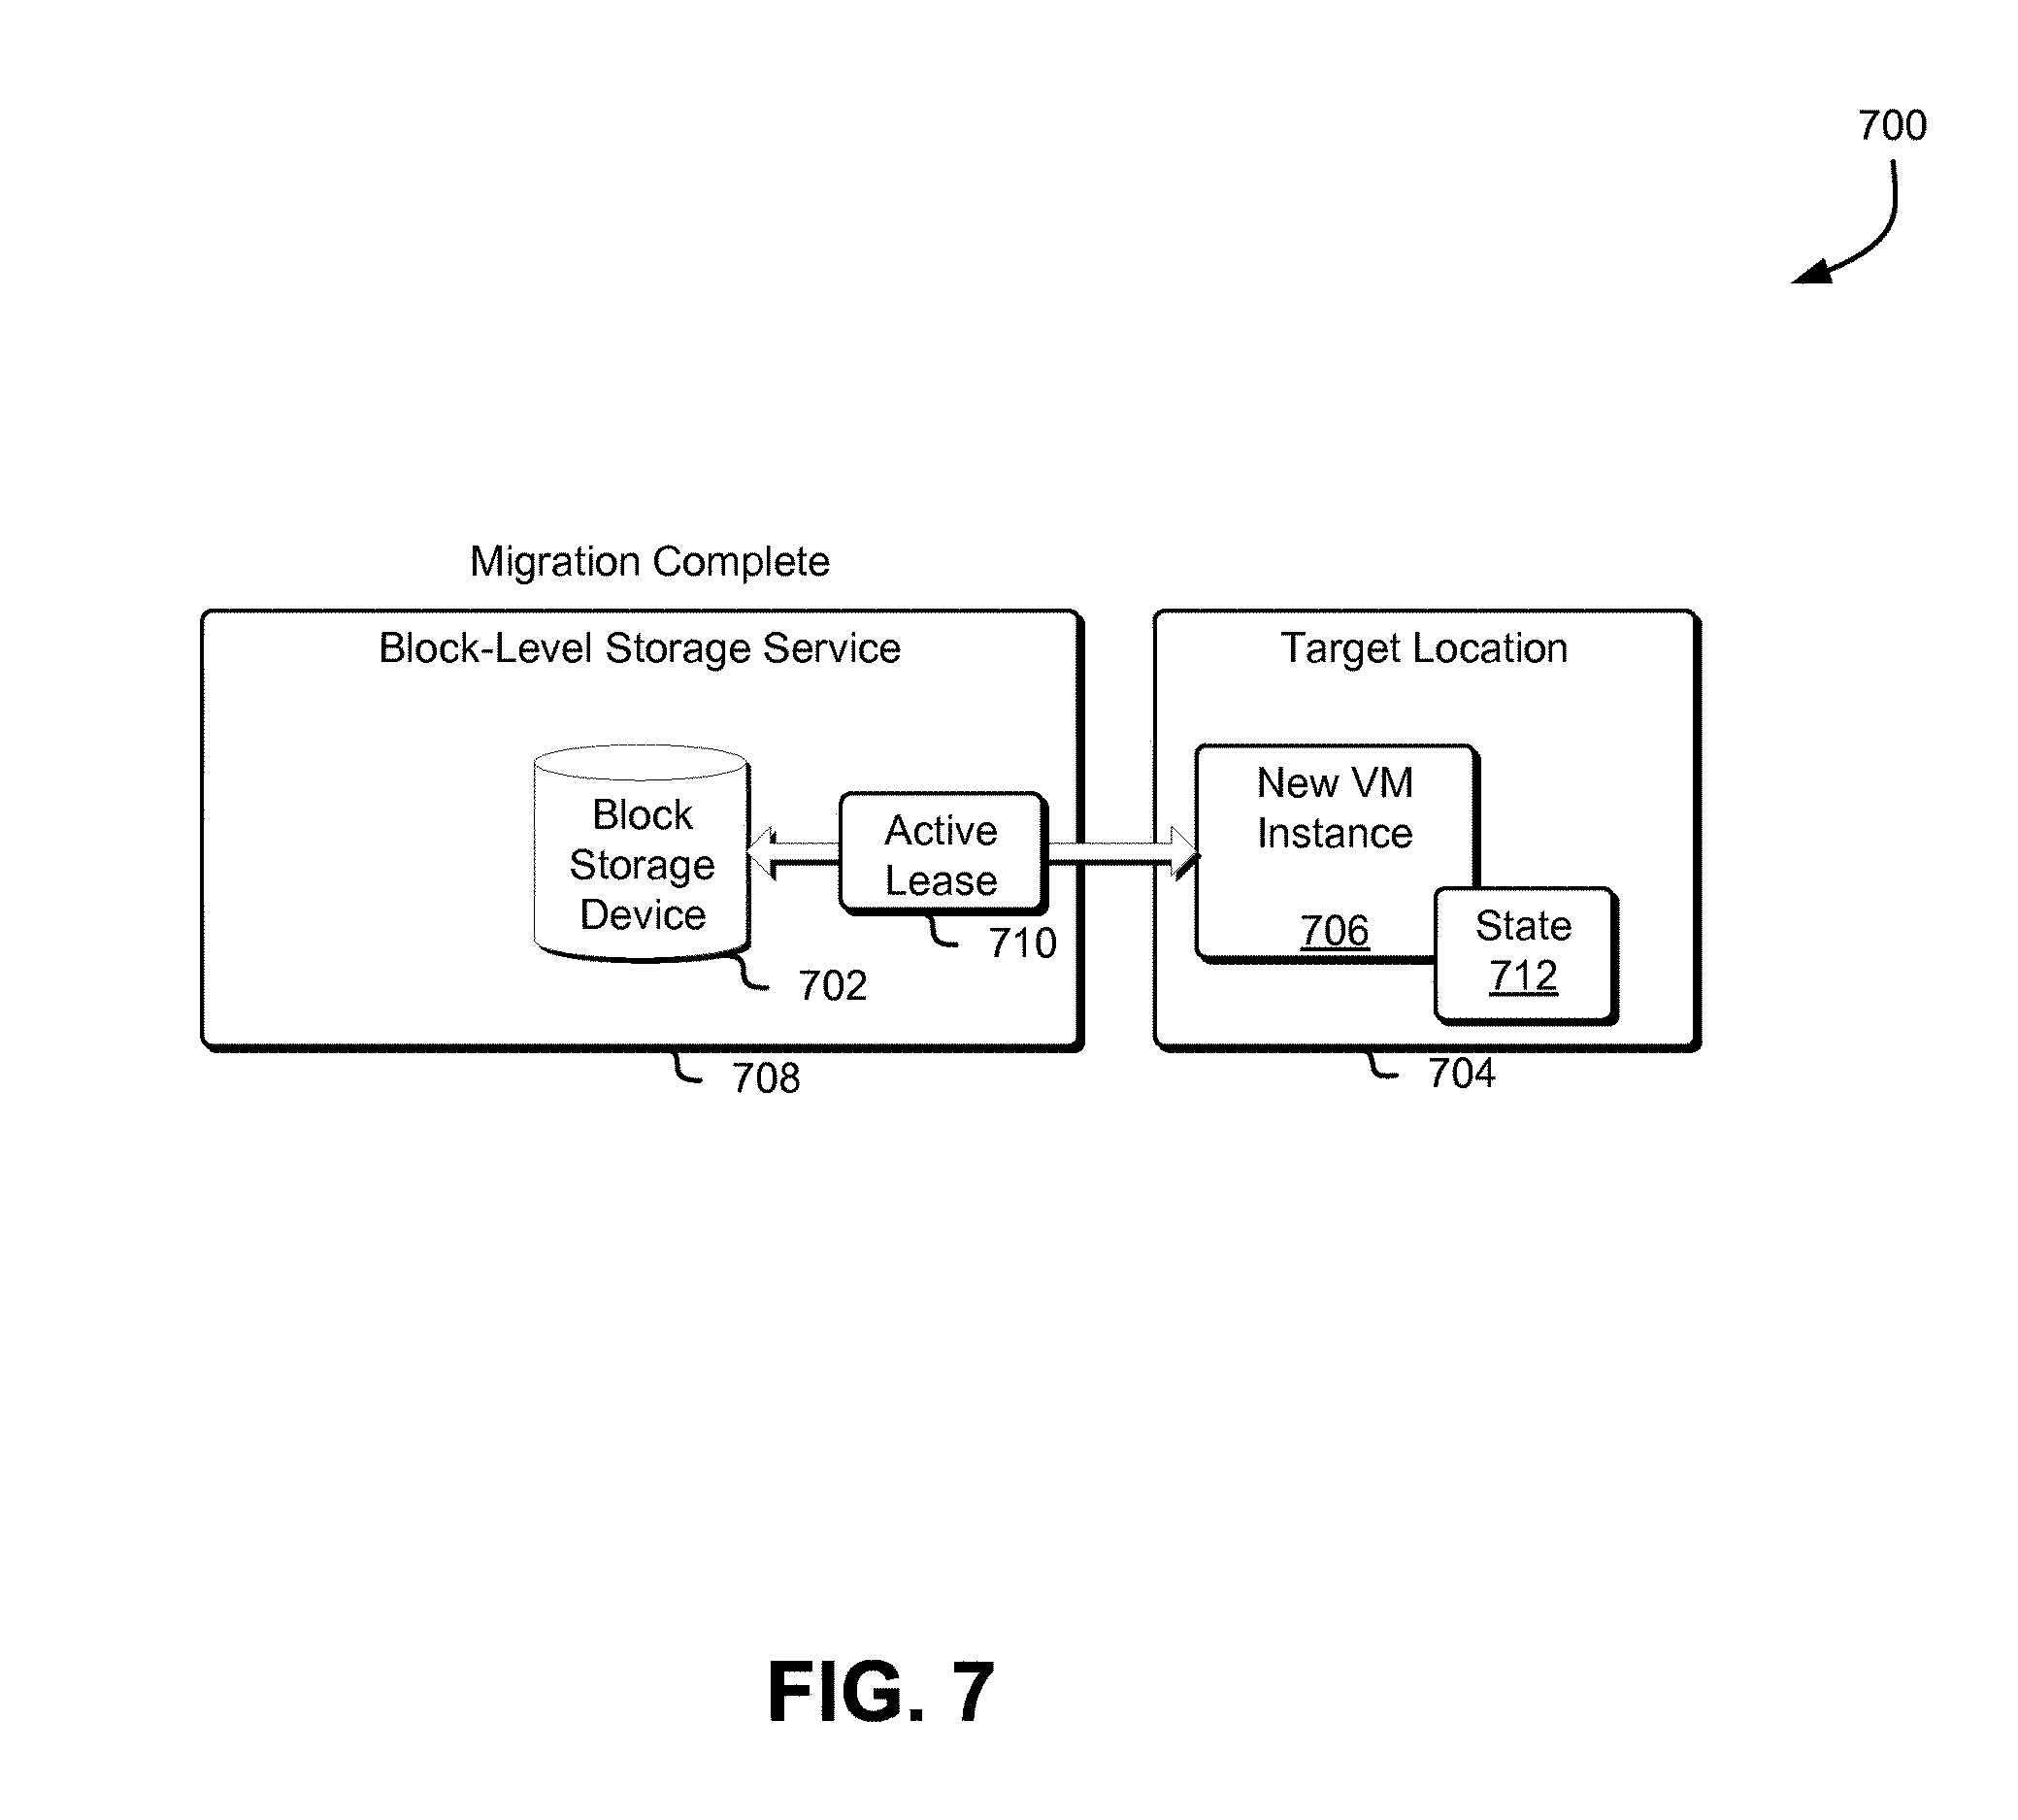 700
Migration Complete
Block-Level Storage Service
Block
Storage
Device
702
Active
Lease
710
708
Target Location
New VM
Instance
706
State
712
704
FIG. 7